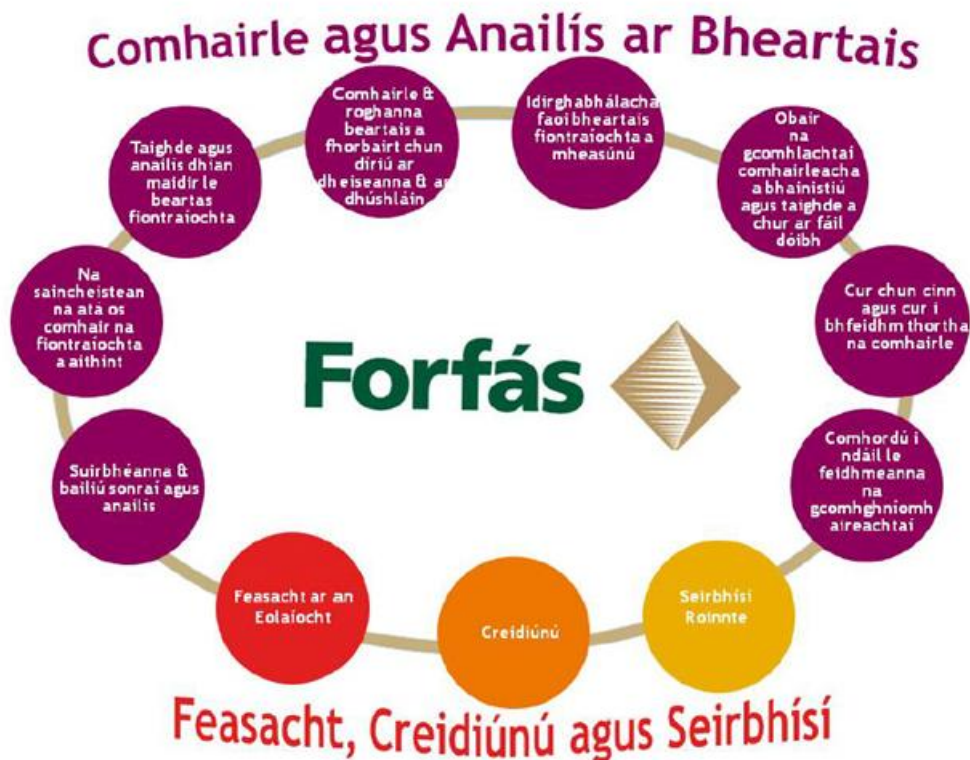 Comhairle agus Anailís ar Bheartais
Comhairle &
roghanna
beartais a
fhorbairt chun
díriú ar
dheiseanna & ar
dhúshláin
Idirghabhálacha
faoi bheartais
fiontraíochta a
mheasúnú
Taighde agus
anailís dhian
maidir le
beartas
fiontraíochta
Obair
na
gcomhlachtaí
comhairleacha
a bhainistiú
agus taighde a
chur ar fáil
dóibh
Na
saincheistean
na atá os
comhair na
fiontraíochta
a aithint
Cur chun cinn
agus cur i
bhfeidhm thortha
na comhairle
Forfás
Suirbhéanna &
bailiú sonraí agus
anailís
Comhordú i
ndáil le
feidhmeanna
na
gcomhghníomh
aireachtaí
Feasacht ar an
Eolaíocht
Creidiúnú
Seirbhísí
Roinnte
Feasacht, Creidiúnú agus Seirbhísí